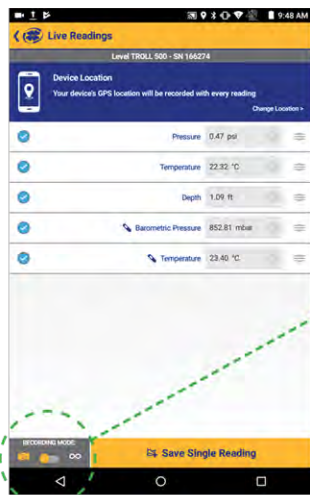 9:48 AM
Live Readings
Level TROLL 500 - SN 166274
Device Location
Your device's GPS location will be recorded with every reading
Change Location >
Pressure 0.47 psi
Temperature 22.32 °C
Depth 1.09 ft
Barometric Pressure 852.81 mbar
Temperature 23.40 °C
RECORDING MODE
Save Single Reading